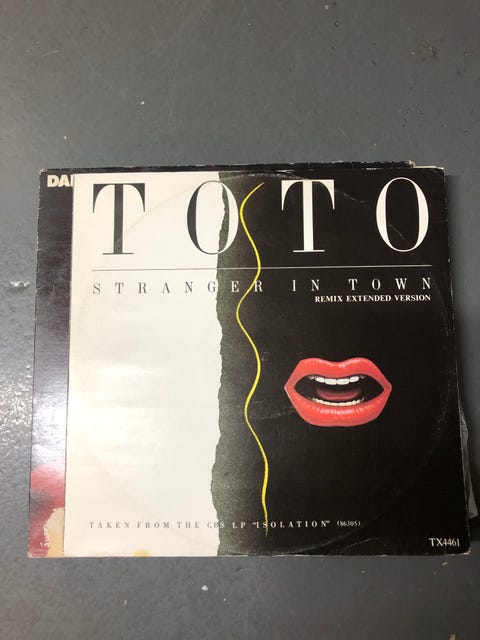 DA
TOTO
STRANGER IN TOWN
REMIX EXTENDED VERSION
TAKEN FROM THE CBS LP "ISOLATION" (86305)
TX4461